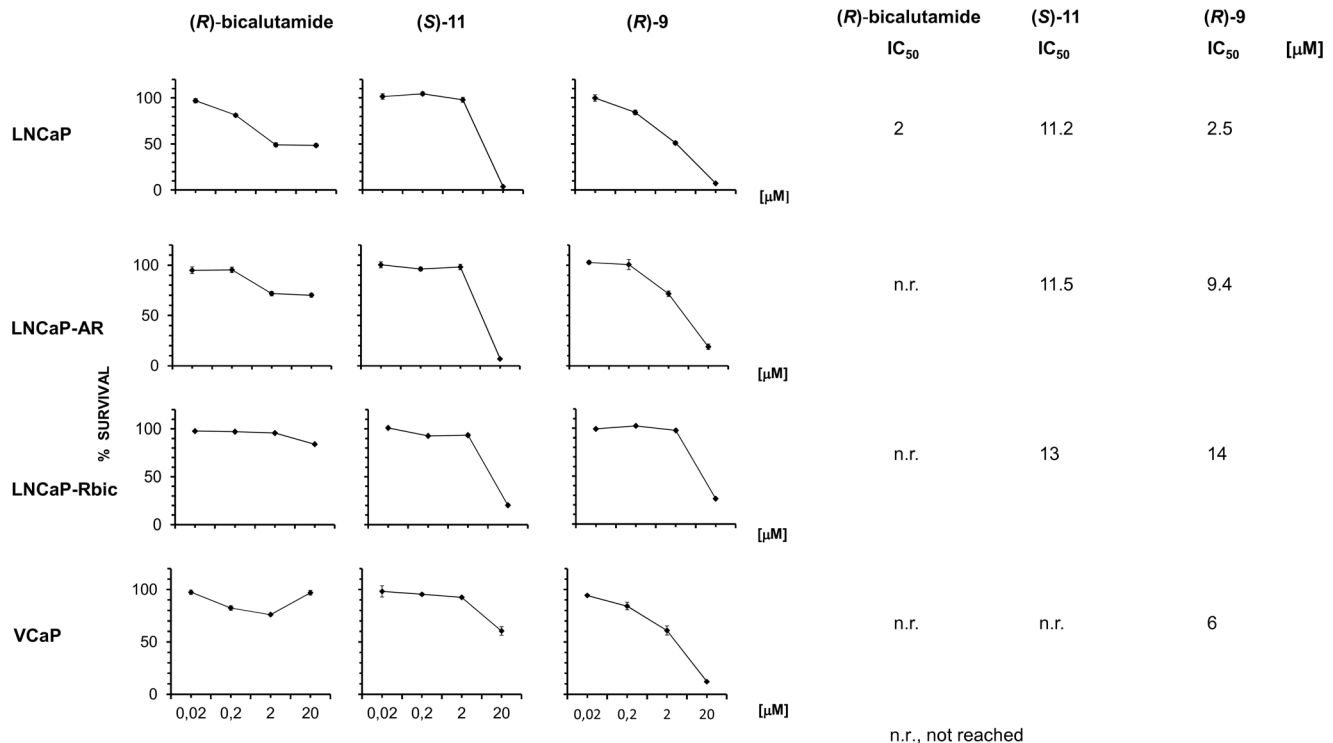 (R)-bicalutamide (S)-11 (R)-9 (R)-bicalutamide (S)-11 (R)-9
IC50 IC50 IC50 [µM]
100
LNCaP 50 2 11.2 2.5
0
[µM]
100
50 n.r. 11.5 9.4
LNCaP-AR
0
[µM]
% SURVIVAL
100
50 n.r. 13 14
LNCaP-Rbic
0
[µM]
100
VCaP 50 n.r. n.r. 6
0
0,02 0,2 2 20 0,02 0,2 2 20 0,02 0,2 2 20 [µM]
n.r., not reached